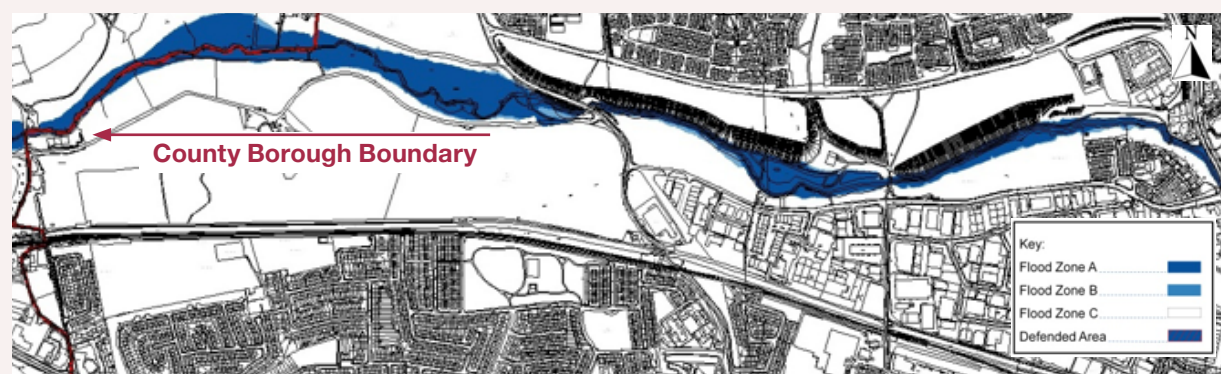 N
County Borough Boundary
Key:
Flood Zone A
Flood Zone B
Flood Zone C
Defended Area